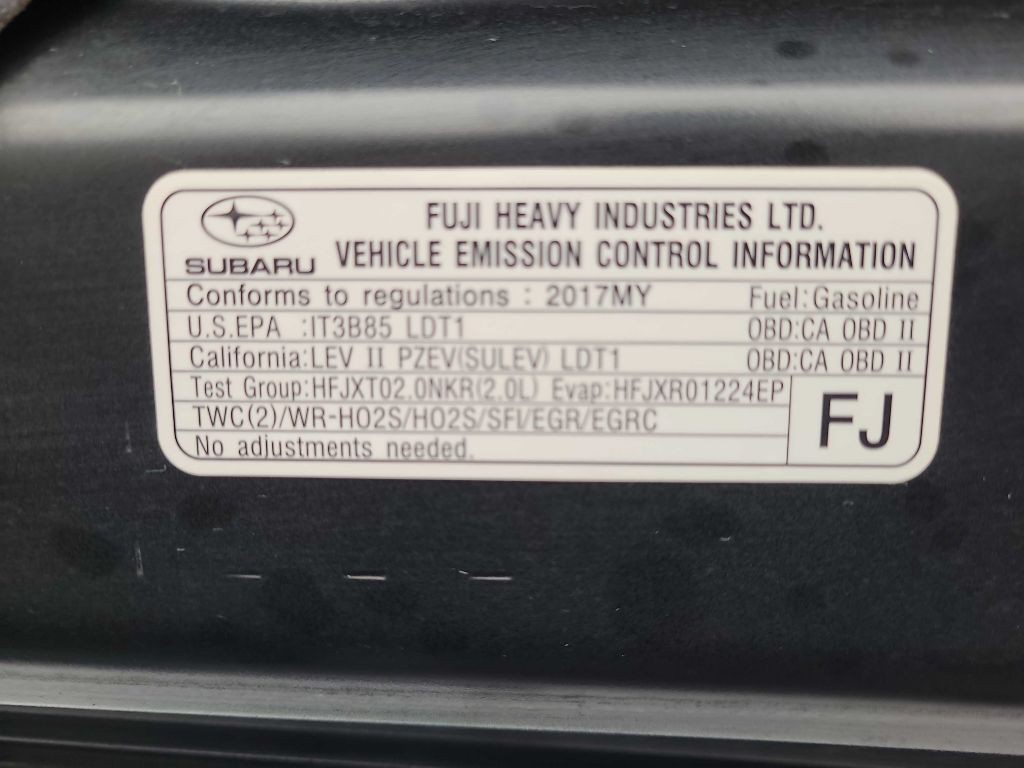 FUJI HEAVY INDUSTRIES LTD.
SUBARU VEHICLE EMISSION CONTROL INFORMATION
Conforms to regulations : 2017MY Fuel:Gasoline
U.S.EPA :IT3B85 LDT1 OBD:CA OBD II
California:LEV II PZEV(SULEV) LDT1 OBD:CA OBD II
Test Group:HFJXT02.0NKR(2.0L) Evap:HFJXR01224EP
TWC(2)/WR-HO2S/HO2S/SFI/EGR/EGRC
No adjustments needed.
FJ